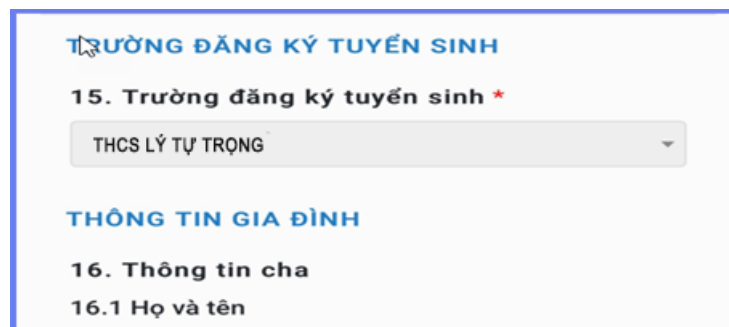 TRƯỜNG ĐĂNG KÝ TUYỂN SINH
15. Trường đăng ký tuyển sinh *
THCS LÝ TỰ TRỌNG
THÔNG TIN GIA ĐÌNH
16. Thông tin cha
16.1 Họ và tên